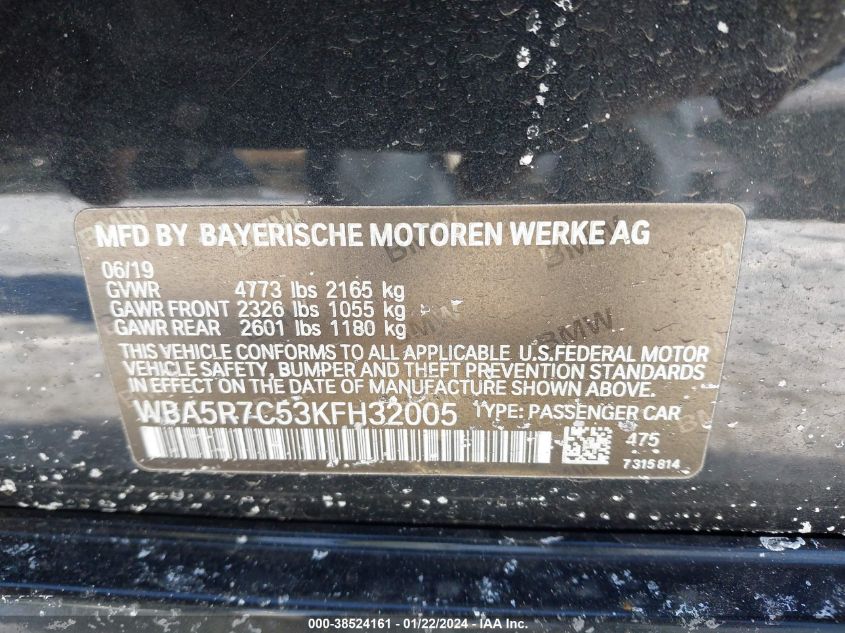 MFD BY BAYERISCHE MOTOREN WERKE AG
06/19
GVWR 4773 lbs 2165 kg
GAWR FRONT 2326 lbs 1055 kg
GAWR REAR 2601 lbs 1180 kg
THIS VEHICLE CONFORMS TO ALL APPLICABLE U.S.FEDERAL MOTOR
VEHICLE SAFETY, BUMPER AND THEFT PREVENTION STANDARDS
IN EFFECT ON THE DATE OF MANUFACTURE SHOWN ABOVE.
WBA5R7C53KFH32005 TYPE: PASSENGER CAR
475
7315814
000-38524161 - 01/22/2024 - IAA Inc.